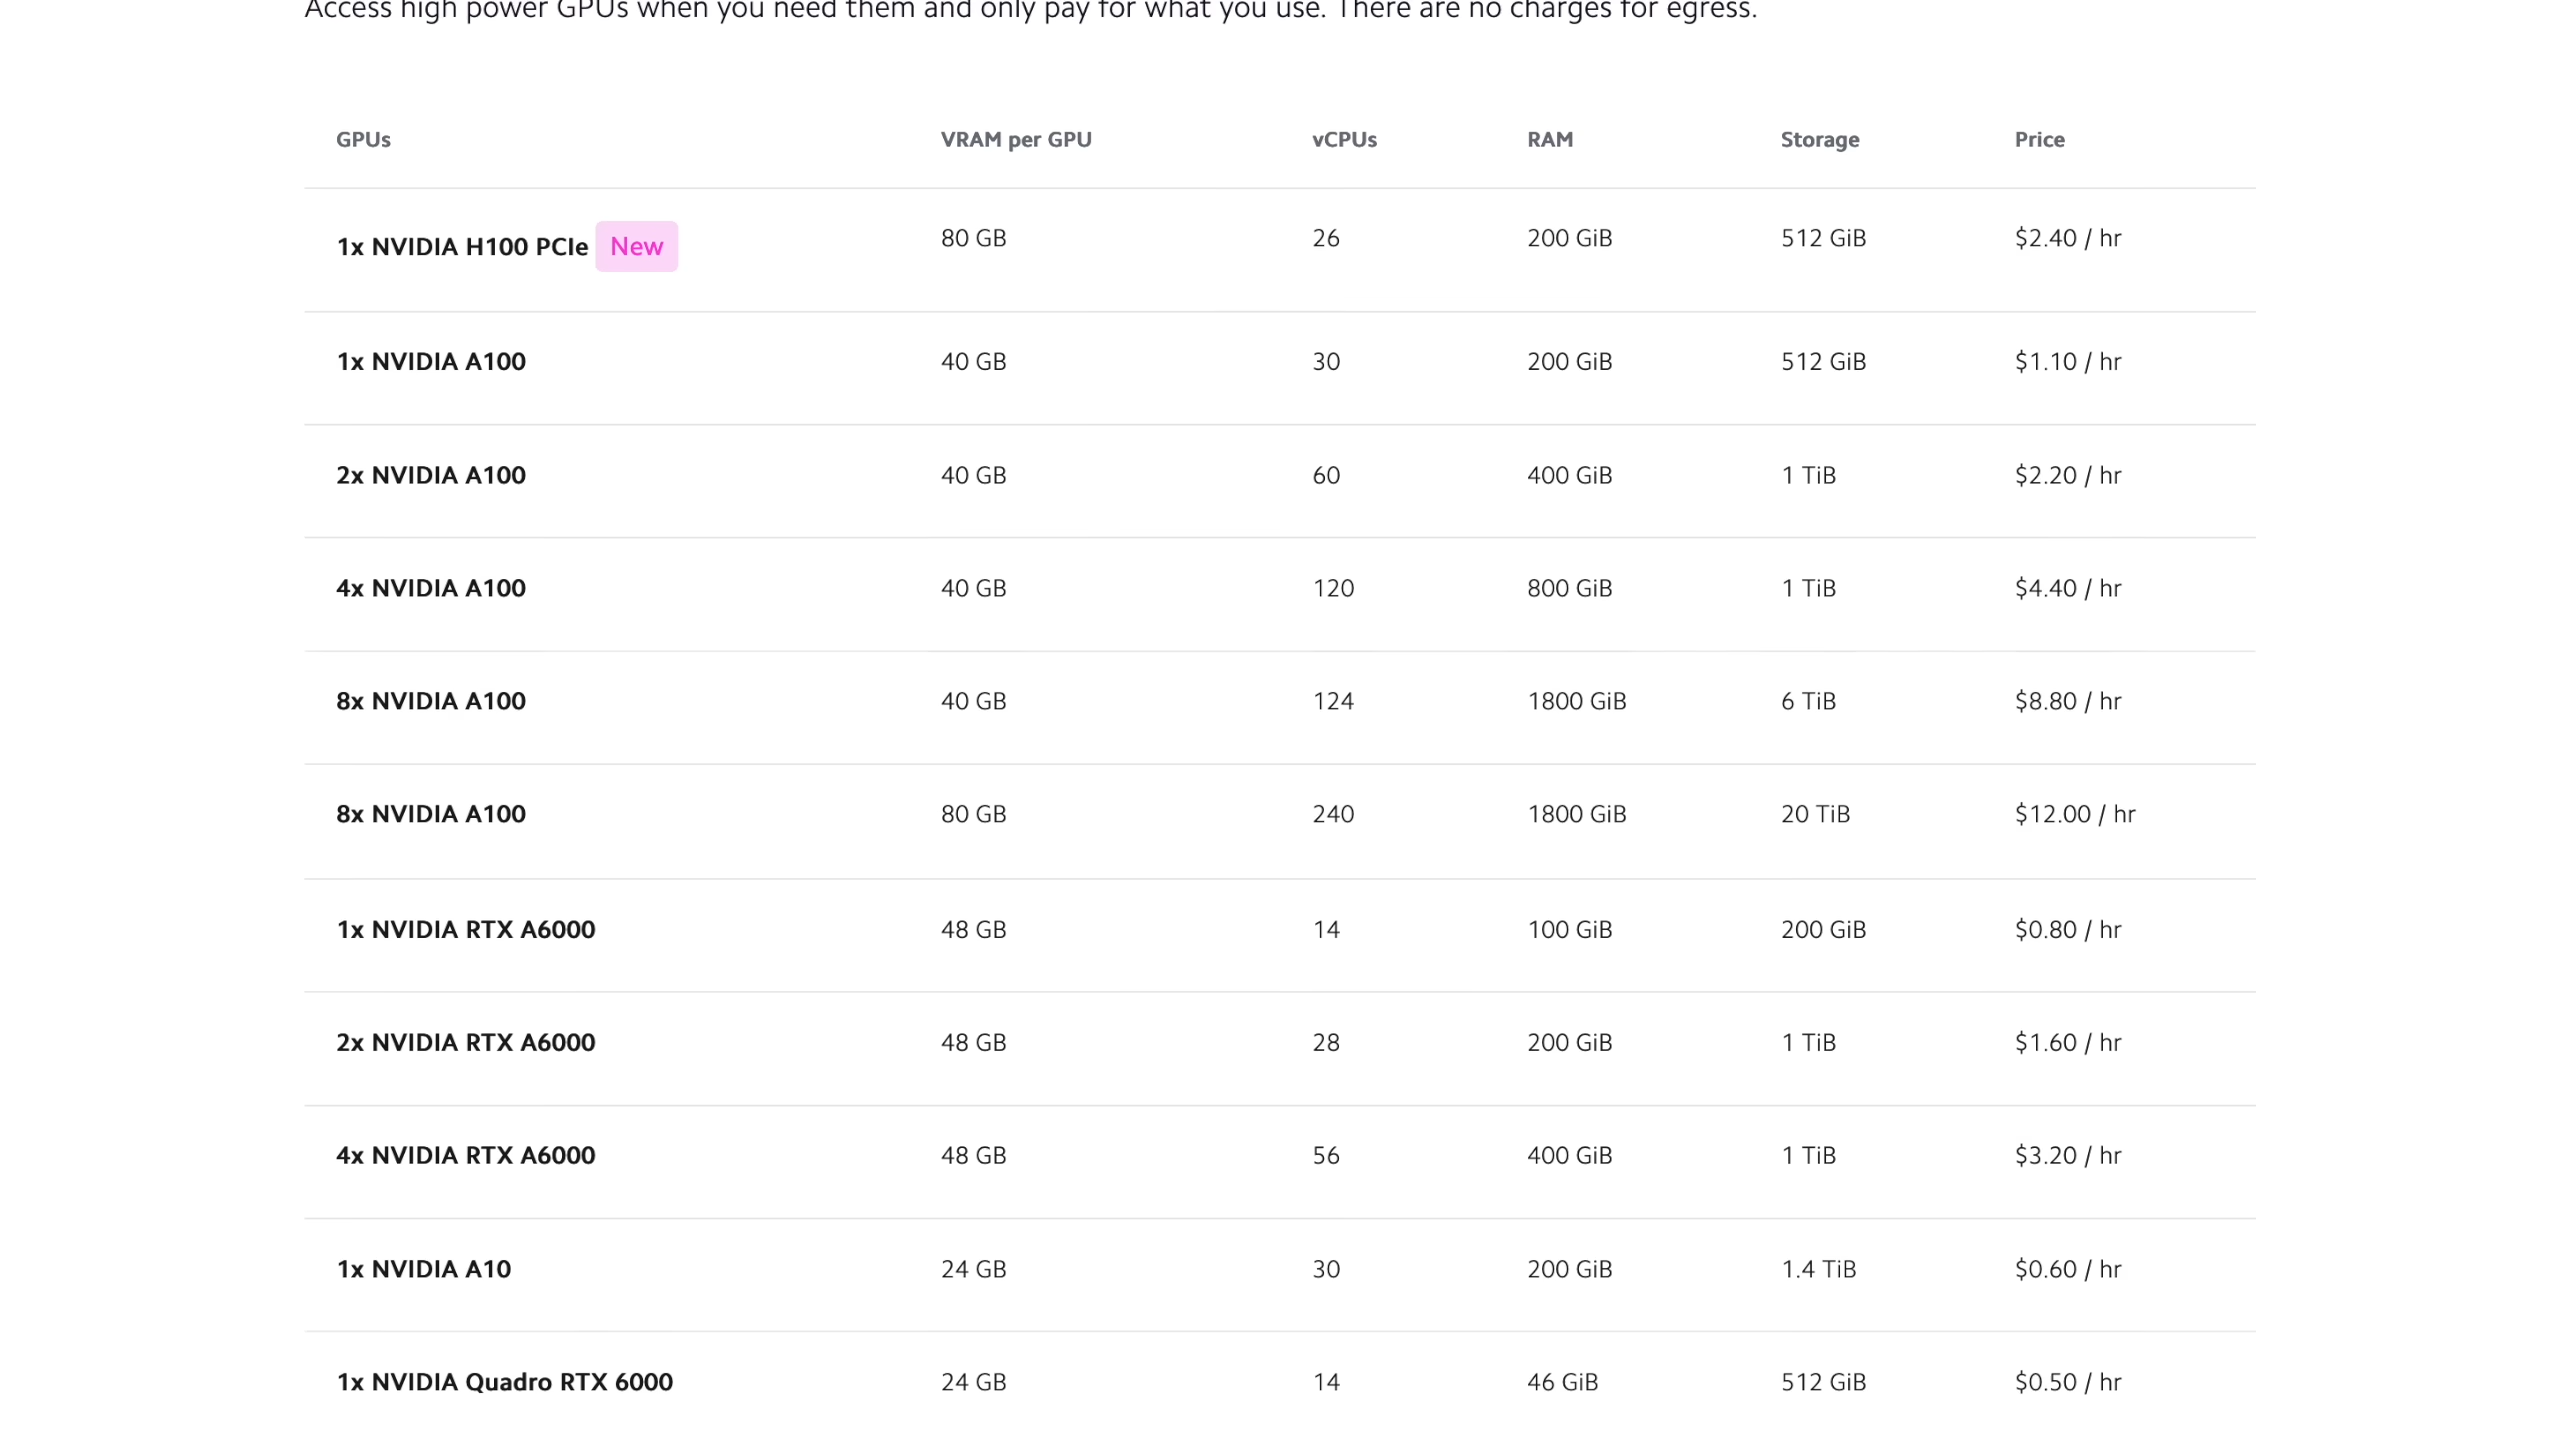 Access high power GPUs when you need them and only pay for what you use. There are no charges for egress.
GPUs VRAM per GPU vCPUs RAM Storage Price
1x NVIDIA H100 PCIe New 80 GB 26 200 GiB 512 GiB $2.40 / hr
1x NVIDIA A100 40 GB 30 200 GiB 512 GiB $1.10 / hr
2x NVIDIA A100 40 GB 60 400 GiB 1 TiB $2.20 / hr
4x NVIDIA A100 40 GB 120 800 GiB 1 TiB $4.40 / hr
8x NVIDIA A100 40 GB 124 1800 GiB 6 TiB $8.80 / hr
8x NVIDIA A100 80 GB 240 1800 GiB 20 TiB $12.00 / hr
1x NVIDIA RTX A6000 48 GB 14 100 GiB 200 GiB $0.80 / hr
2x NVIDIA RTX A6000 48 GB 28 200 GiB 1 TiB $1.60 / hr
4x NVIDIA RTX A6000 48 GB 56 400 GiB 1 TiB $3.20 / hr
1x NVIDIA A10 24 GB 30 200 GiB 1.4 TiB $0.60 / hr
1x NVIDIA Quadro RTX 6000 24 GB 14 46 GiB 512 GiB $0.50 / hr